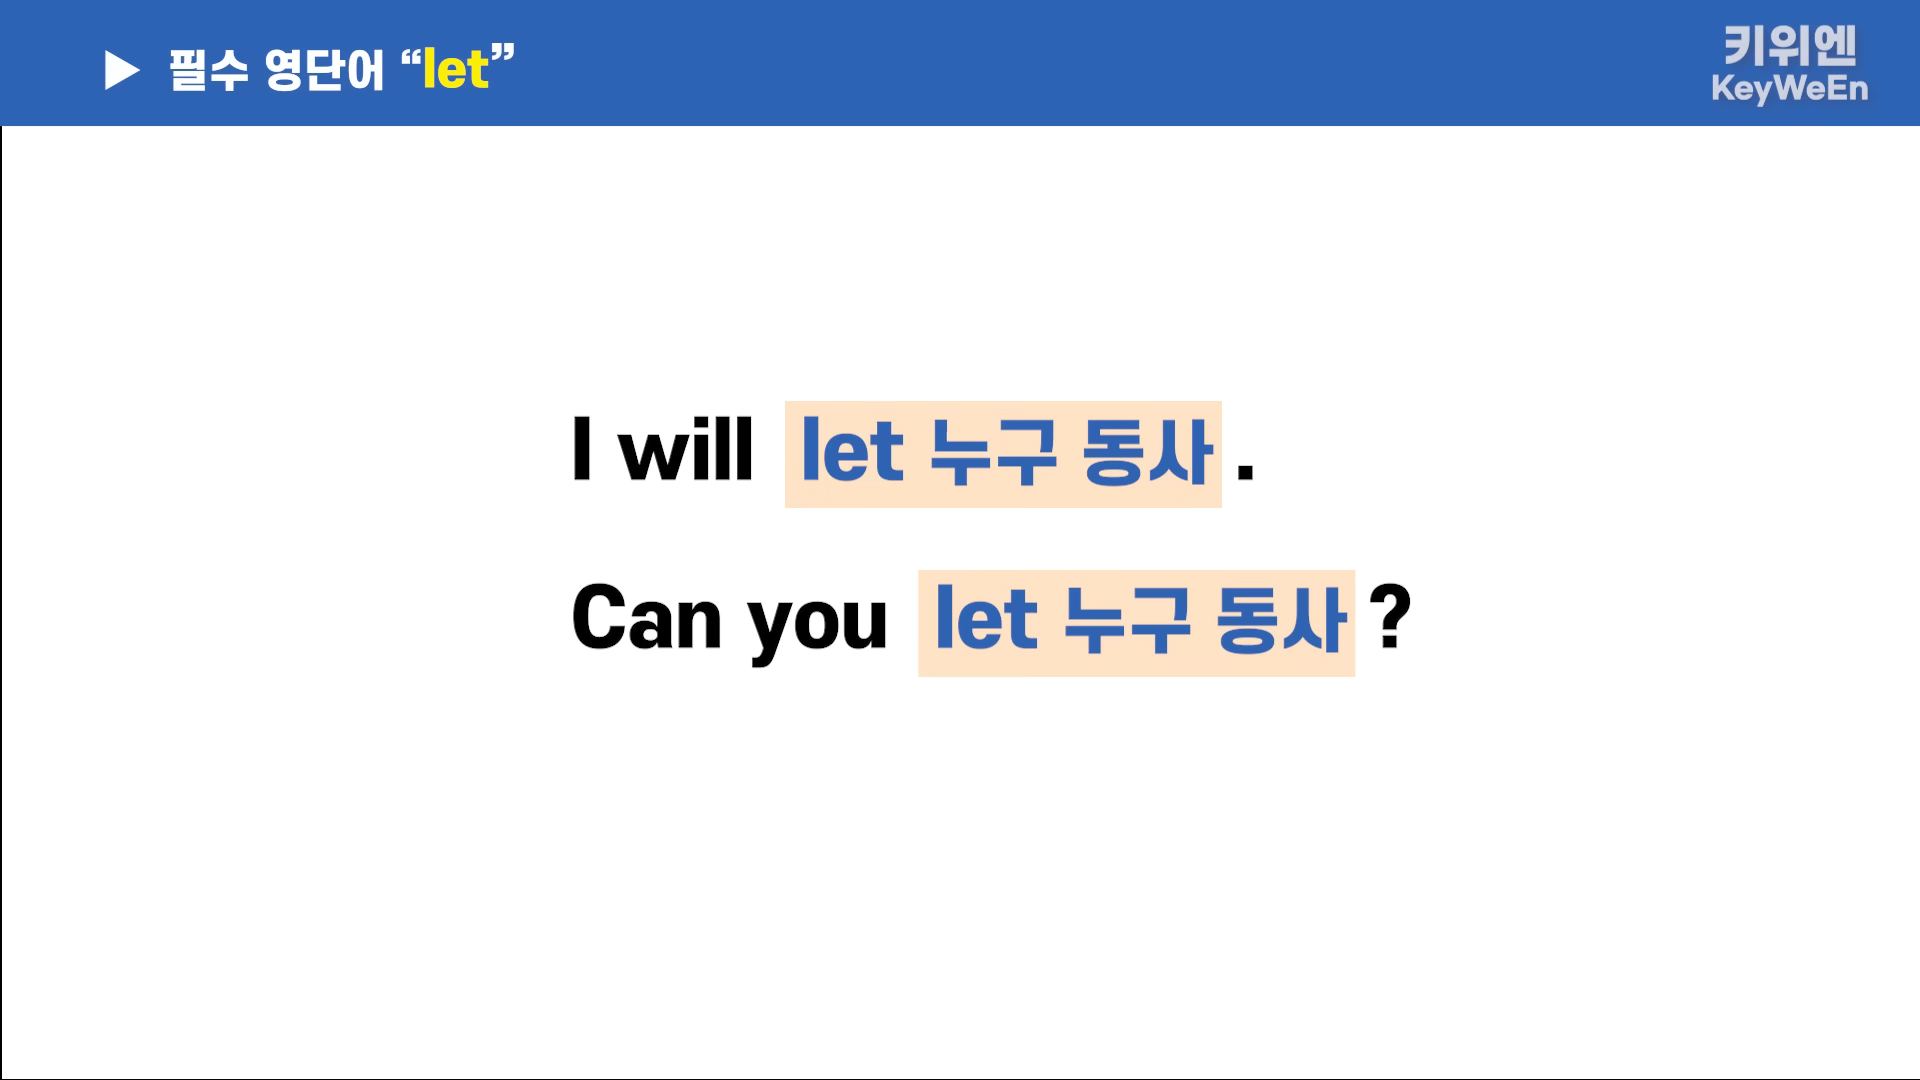 ▶ 필수 영단어 “let”
키위엔
KeyWeEn
I will let 누구 동사.
Can you let 누구 동사?